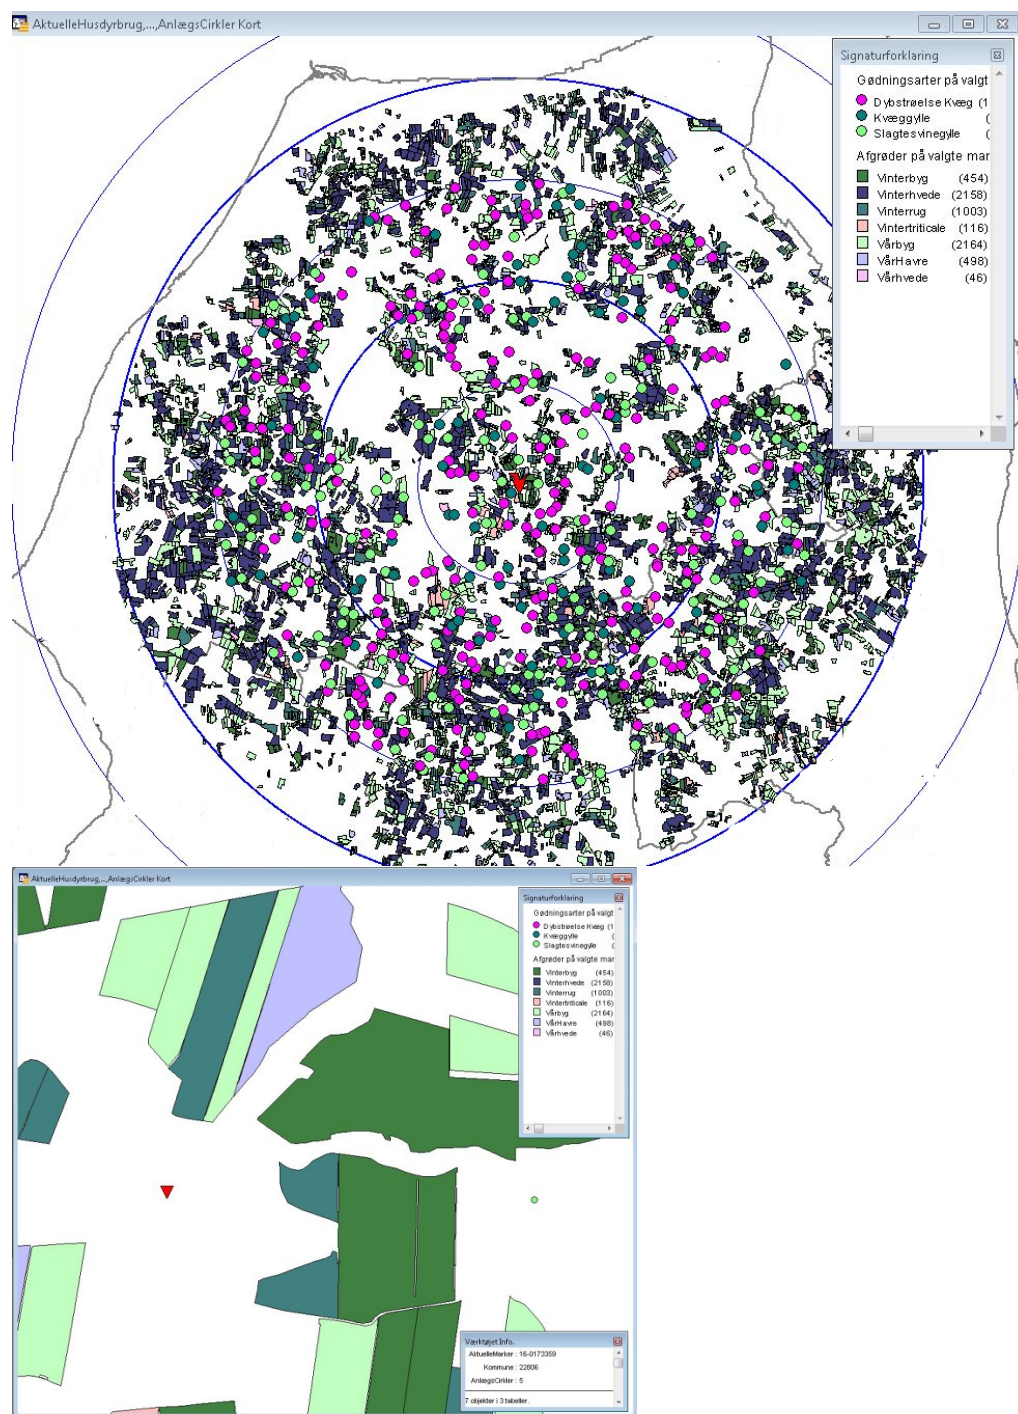 AktuelleHusdyrbrug,...,AnlægsCirkler Kort
Signaturforklaring
Gødningsarter på valgt
Dybstrøelse Kvæg (1
Kvæggylle (
Slagtesvinegylle (
Afgrøder på valgte mar
Vinterbyg (454)
Vinterhvede (2158)
Vinterrug (1003)
Vintertriticale (116)
Vårbyg (2164)
VårHavre (498)
Vårhvede (46)
AktuelleHusdyrbrug,...,AnlægsCirkler Kort
Signaturforklaring
Gødningsarter på valgt
Dybstrøelse Kvæg (1
Kvæggylle (
Slagtesvinegylle (
Afgrøder på valgte mar
Vinterbyg (454)
Vinterhvede (2158)
Vinterrug (1003)
Vintertriticale (116)
Vårbyg (2164)
VårHavre (498)
Vårhvede (46)
Værktøjet Info.
AktuelleMarker : 16-0173359
Kommune : 22806
AnlægsCirkler : 5
7 objekter i 3 tabeller.